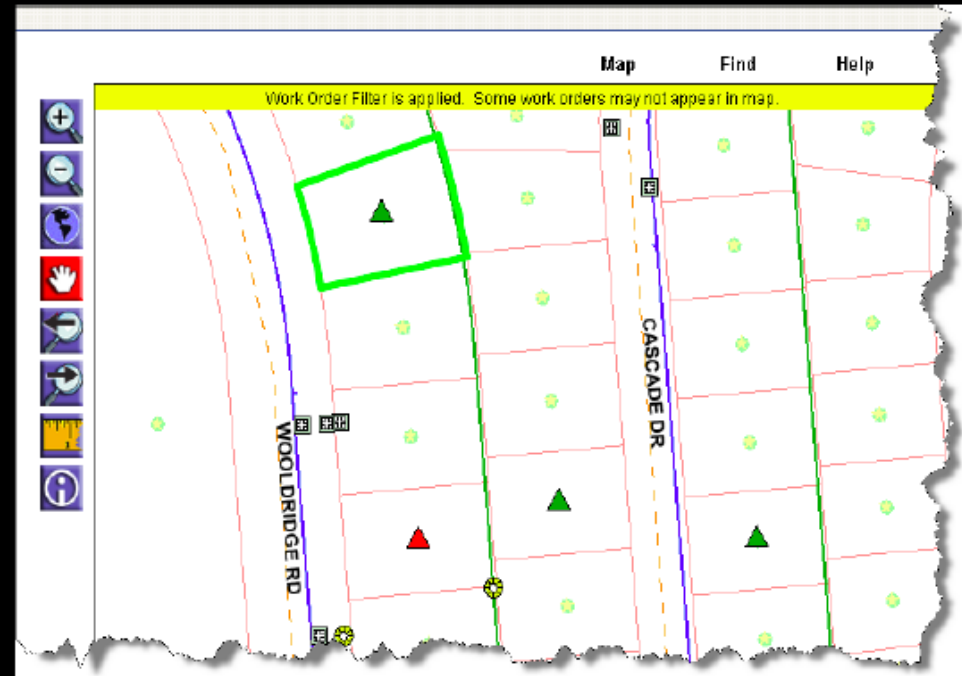 Map Find Help
Work Order Filter is applied. Some work orders may not appear in map.
CASCADE DR
WOOLDRIDGE RD